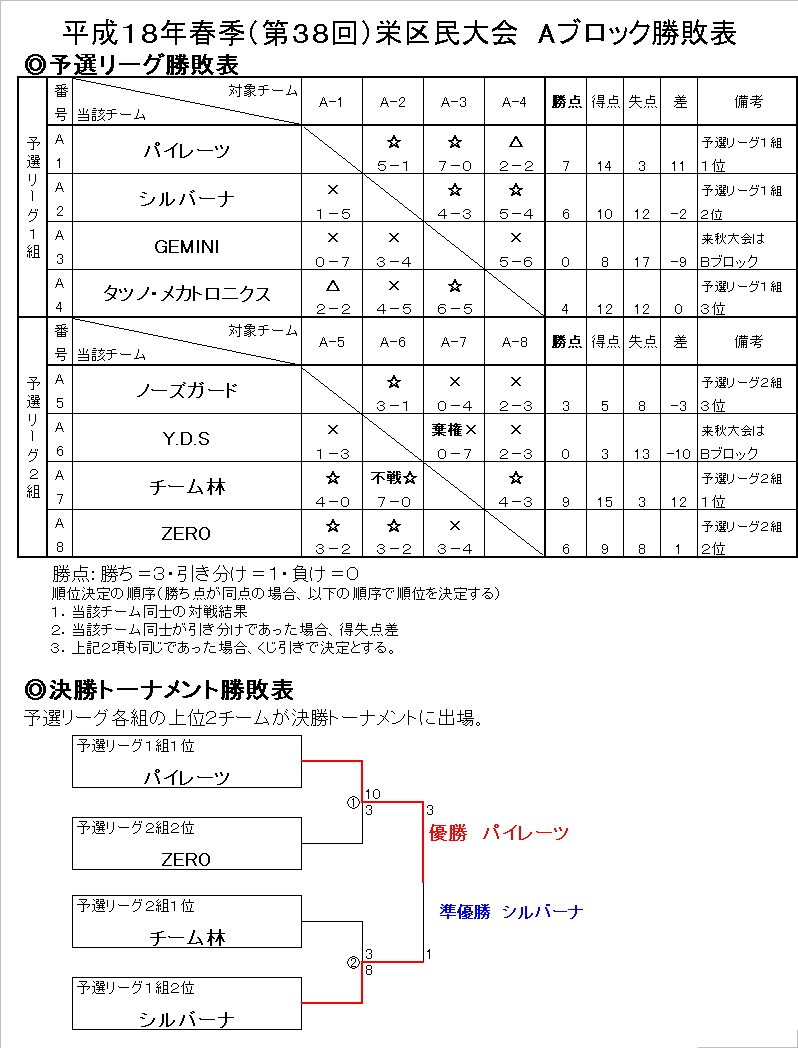 平成１８年春季（第３８回）栄区民大会　Ａブロック勝敗表
◎予選リーグ勝敗表
予選リーグ１組
番号 対象チーム 当該チーム A-1 A-2 A-3 A-4 勝点 得点 失点 差 備考
A1 パイレーツ ☆ 5-1 ☆ 7-0 △ 2-2 7 14 3 11 予選リーグ１組１位
A2 シルバーナ × 1-5 ☆ 4-3 ☆ 5-4 6 10 12 -2 予選リーグ１組２位
A3 GEMINI × 0-7 × 3-4 × 5-6 0 8 17 -9 来秋大会はＢブロック
A4 タツノ・メカトロニクス △ 2-2 × 4-5 ☆ 6-5 4 12 12 0 予選リーグ１組３位
予選リーグ２組
番号 対象チーム 当該チーム A-5 A-6 A-7 A-8 勝点 得点 失点 差 備考
A5 ノーズガード ☆ 3-1 × 0-4 × 2-3 3 5 8 -3 予選リーグ２組３位
A6 Y.D.S × 1-3 棄権× 0-7 × 2-3 0 3 13 -10 来秋大会はＢブロック
A7 チーム林 ☆ 4-0 不戦☆ 7-0 ☆ 4-3 9 15 3 12 予選リーグ２組１位
A8 ZERO ☆ 3-2 ☆ 3-2 × 3-4 6 9 8 1 予選リーグ２組２位
勝点：勝ち＝３・引き分け＝１・負け＝０
順位決定の順序（勝ち点が同点の場合、以下の順序で順位を決定する）
１．当該チーム同士の対戦結果
２．当該チーム同士が引き分けであった場合、得失点差
３．上記２項も同じであった場合、くじ引きで決定とする。
◎決勝トーナメント勝敗表
予選リーグ各組の上位２チームが決勝トーナメントに出場。
予選リーグ１組１位
パイレーツ
① 10
3
予選リーグ２組２位
ZERO
3
優勝　パイレーツ
準優勝　シルバーナ
1
予選リーグ２組１位
チーム林
② 3
8
予選リーグ１組２位
シルバーナ